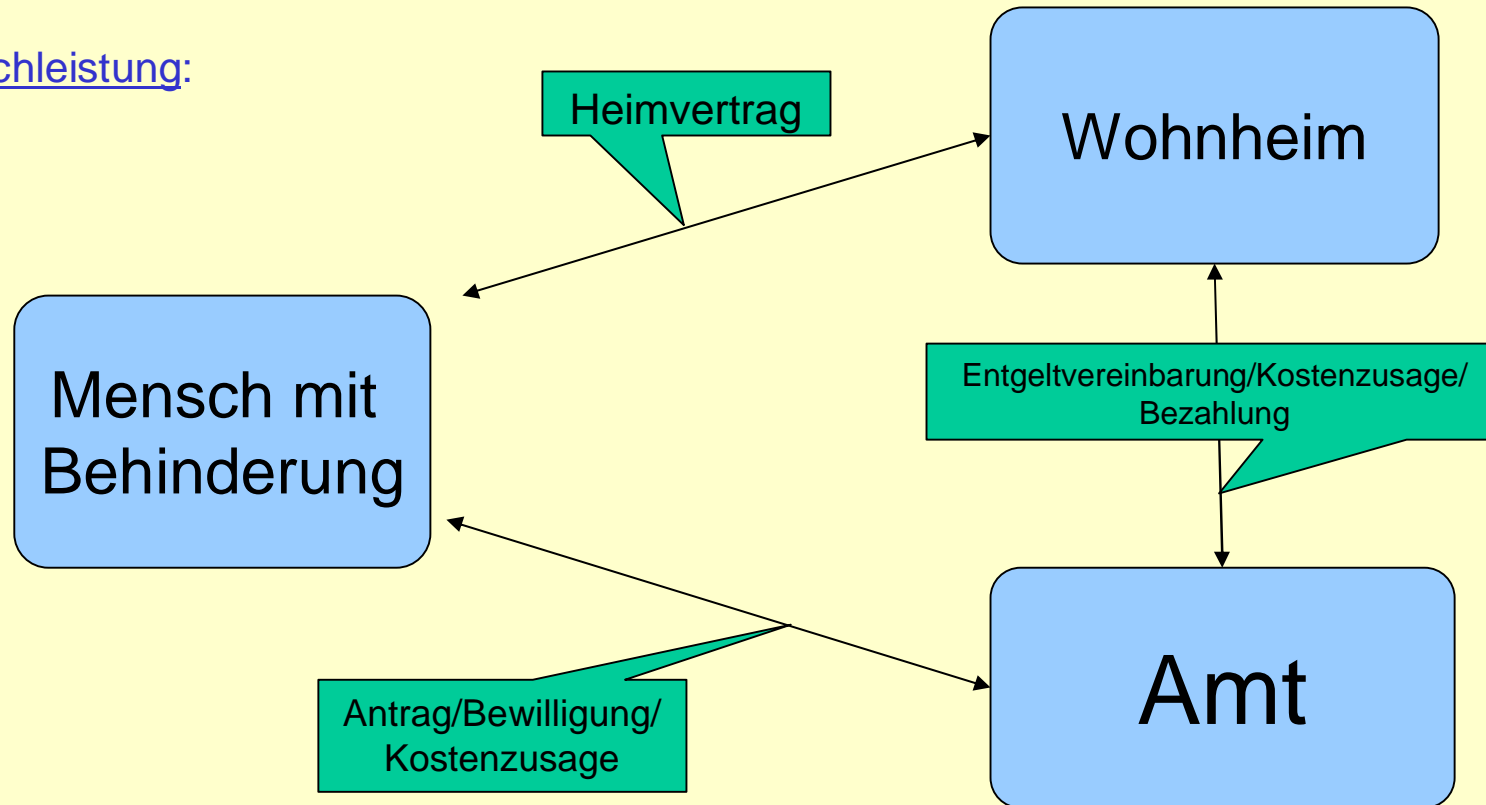 chleistung:
Heimvertrag
Wohnheim
Mensch mit
Behinderung
Entgeltvereinbarung/Kostenzusage/
Bezahlung
Antrag/Bewilligung/
Kostenzusage
Amt